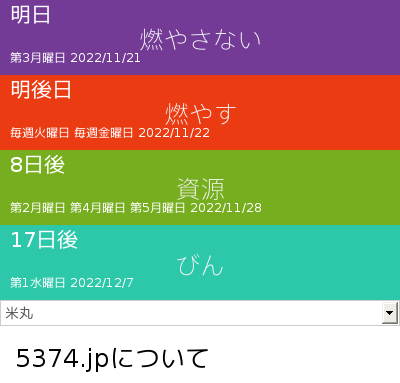 明日
燃やさない
第3月曜日 2022/11/21
明後日
燃やす
毎週火曜日 毎週金曜日 2022/11/22
8日後
資源
第2月曜日 第4月曜日 第5月曜日 2022/11/28
17日後
びん
第1水曜日 2022/12/7
米丸
5374.jpについて